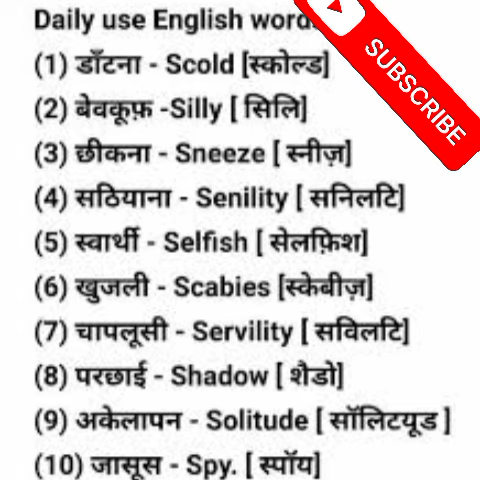 Daily use English words
SUBSCRIBE
(1) डाँटना - Scold [स्कोल्ड]
(2) बेवकूफ़ -Silly [ सिलि]
(3) छीकना - Sneeze [ स्नीज़]
(4) सठियाना - Senility [ सनिलटि]
(5) स्वार्थी - Selfish [ सेलफ़िश]
(6) खुजली - Scabies [स्केबीज़]
(7) चापलूसी - Servility [ सविलटि]
(8) परछाई - Shadow [ शैडो]
(9) अकेलापन - Solitude [ सॉलिटयूड ]
(10) जासूस - Spy. [ स्पॉय]